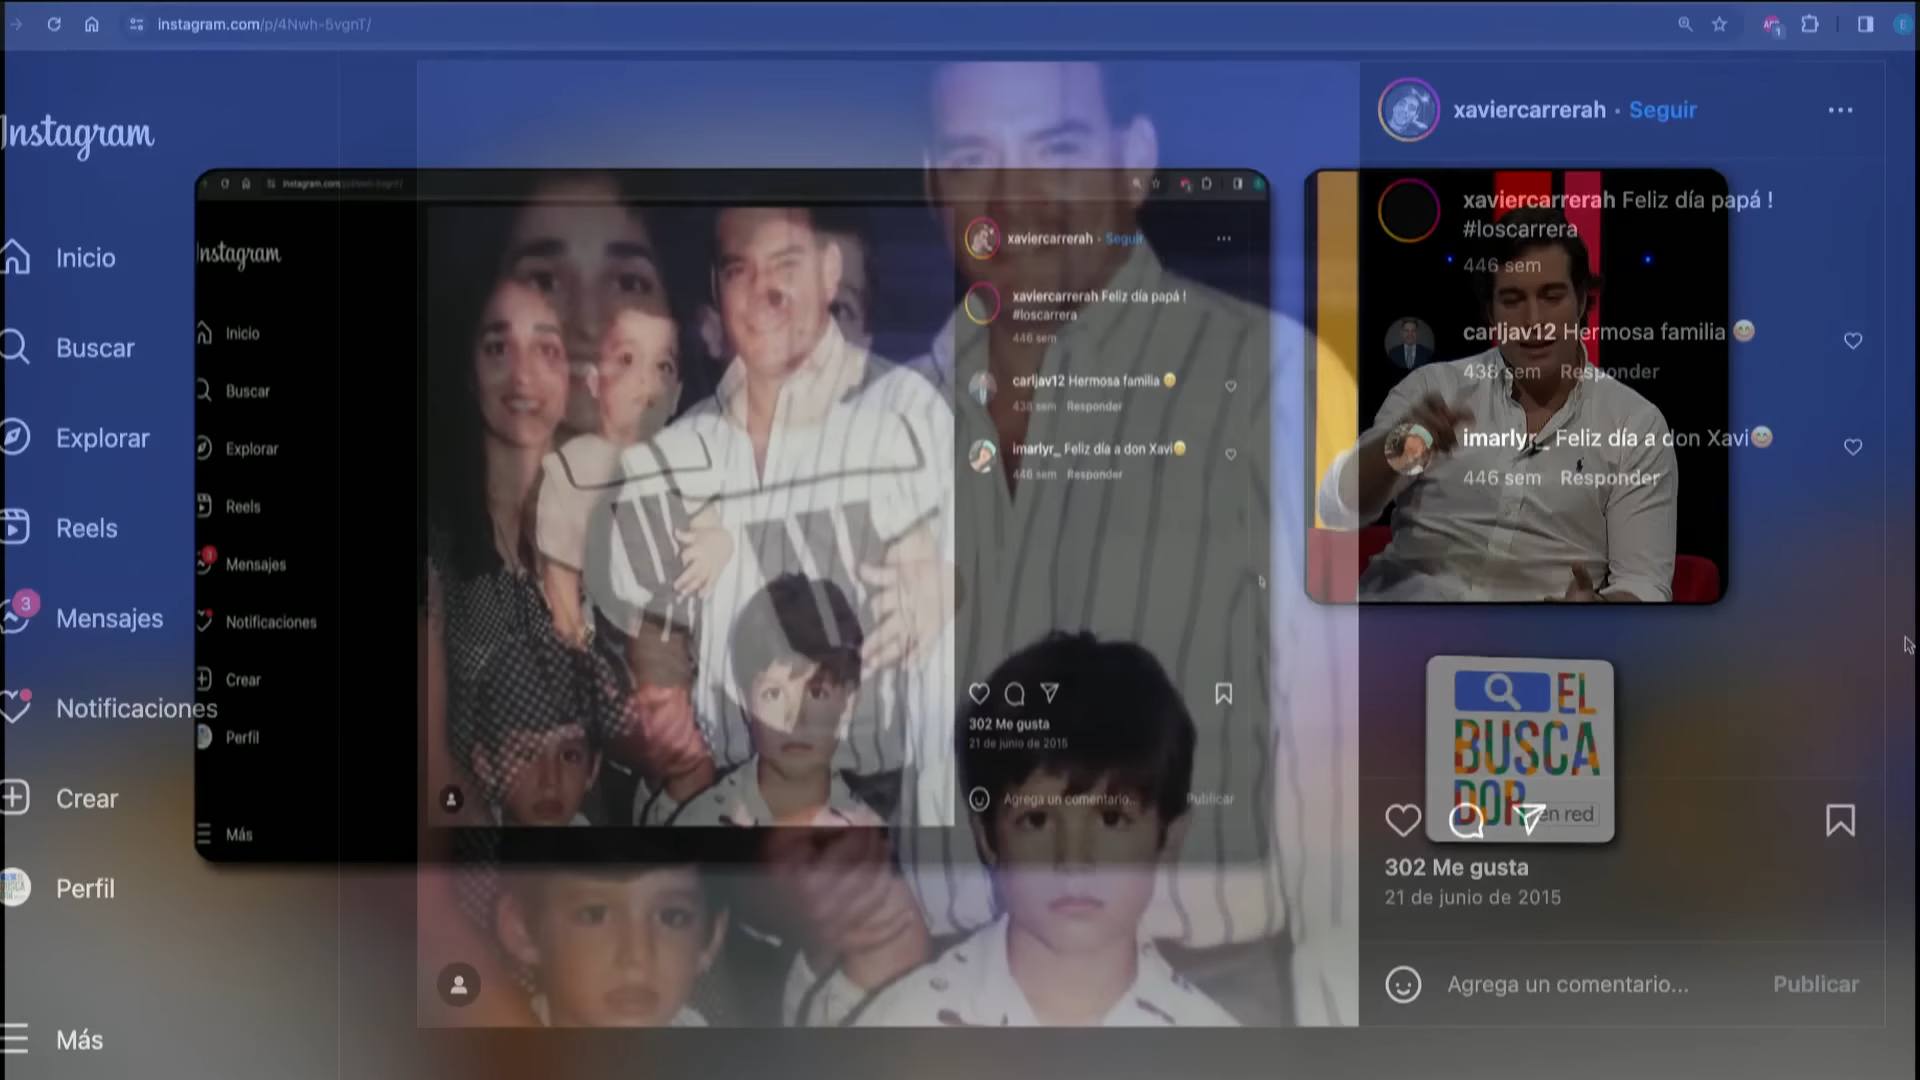 instagram.com/p/4Nwh-5vgnT/
Instagram
Inicio
Buscar
Explorar
Reels
3
Mensajes
Notificaciones
Crear
Perfil
Más
xaviercarrerah • Seguir
xaviercarrerah Feliz día papá !
#loscarrera
446 sem
carljav12 Hermosa familia 😊
438 sem Responder
imarlyr_ Feliz día a don Xavi😊
446 sem Responder
302 Me gusta
21 de junio de 2015
Agrega un comentario... Publicar
Instagram
Inicio
Buscar
Explorar
Reels
3
Mensajes
Notificaciones
Crear
Perfil
Más
xaviercarrerah • Seguir
xaviercarrerah Feliz día papá !
#loscarrera
446 sem
carljav12 Hermosa familia 😊
438 sem Responder
imarlyr_ Feliz día a don Xavi😊
446 sem Responder
302 Me gusta
21 de junio de 2015
Agrega un comentario... Publicar
EL
BUSCA
DOR
en red